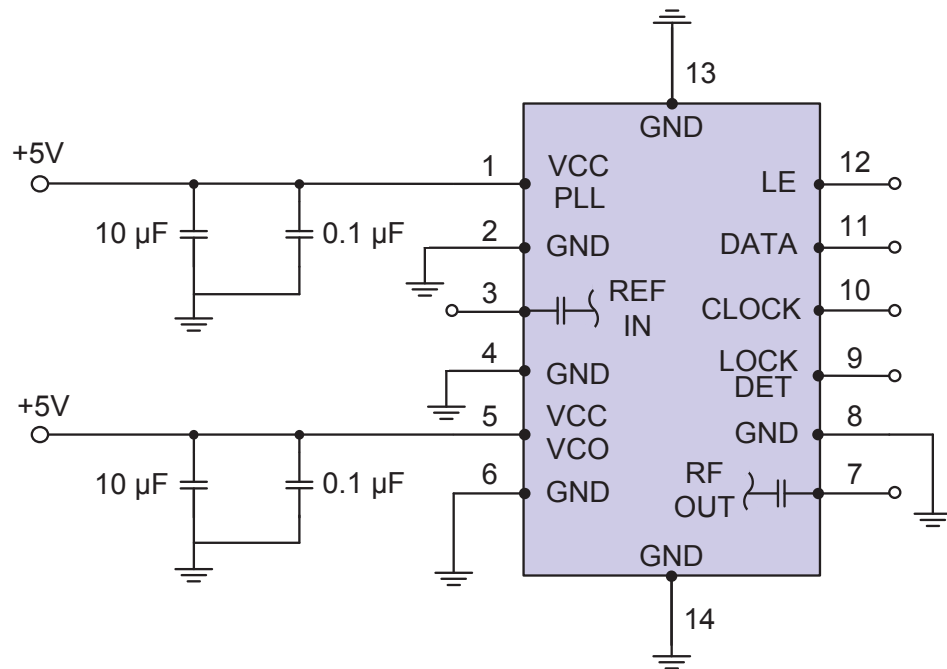 13
GND
+5V
1
VCC
PLL
12
LE
10 µF
0.1 µF
2
GND
11
DATA
3
REF
IN
10
CLOCK
4
GND
9
LOCK
DET
+5V
5
VCC
VCO
8
GND
10 µF
0.1 µF
6
GND
7
RF
OUT
GND
14